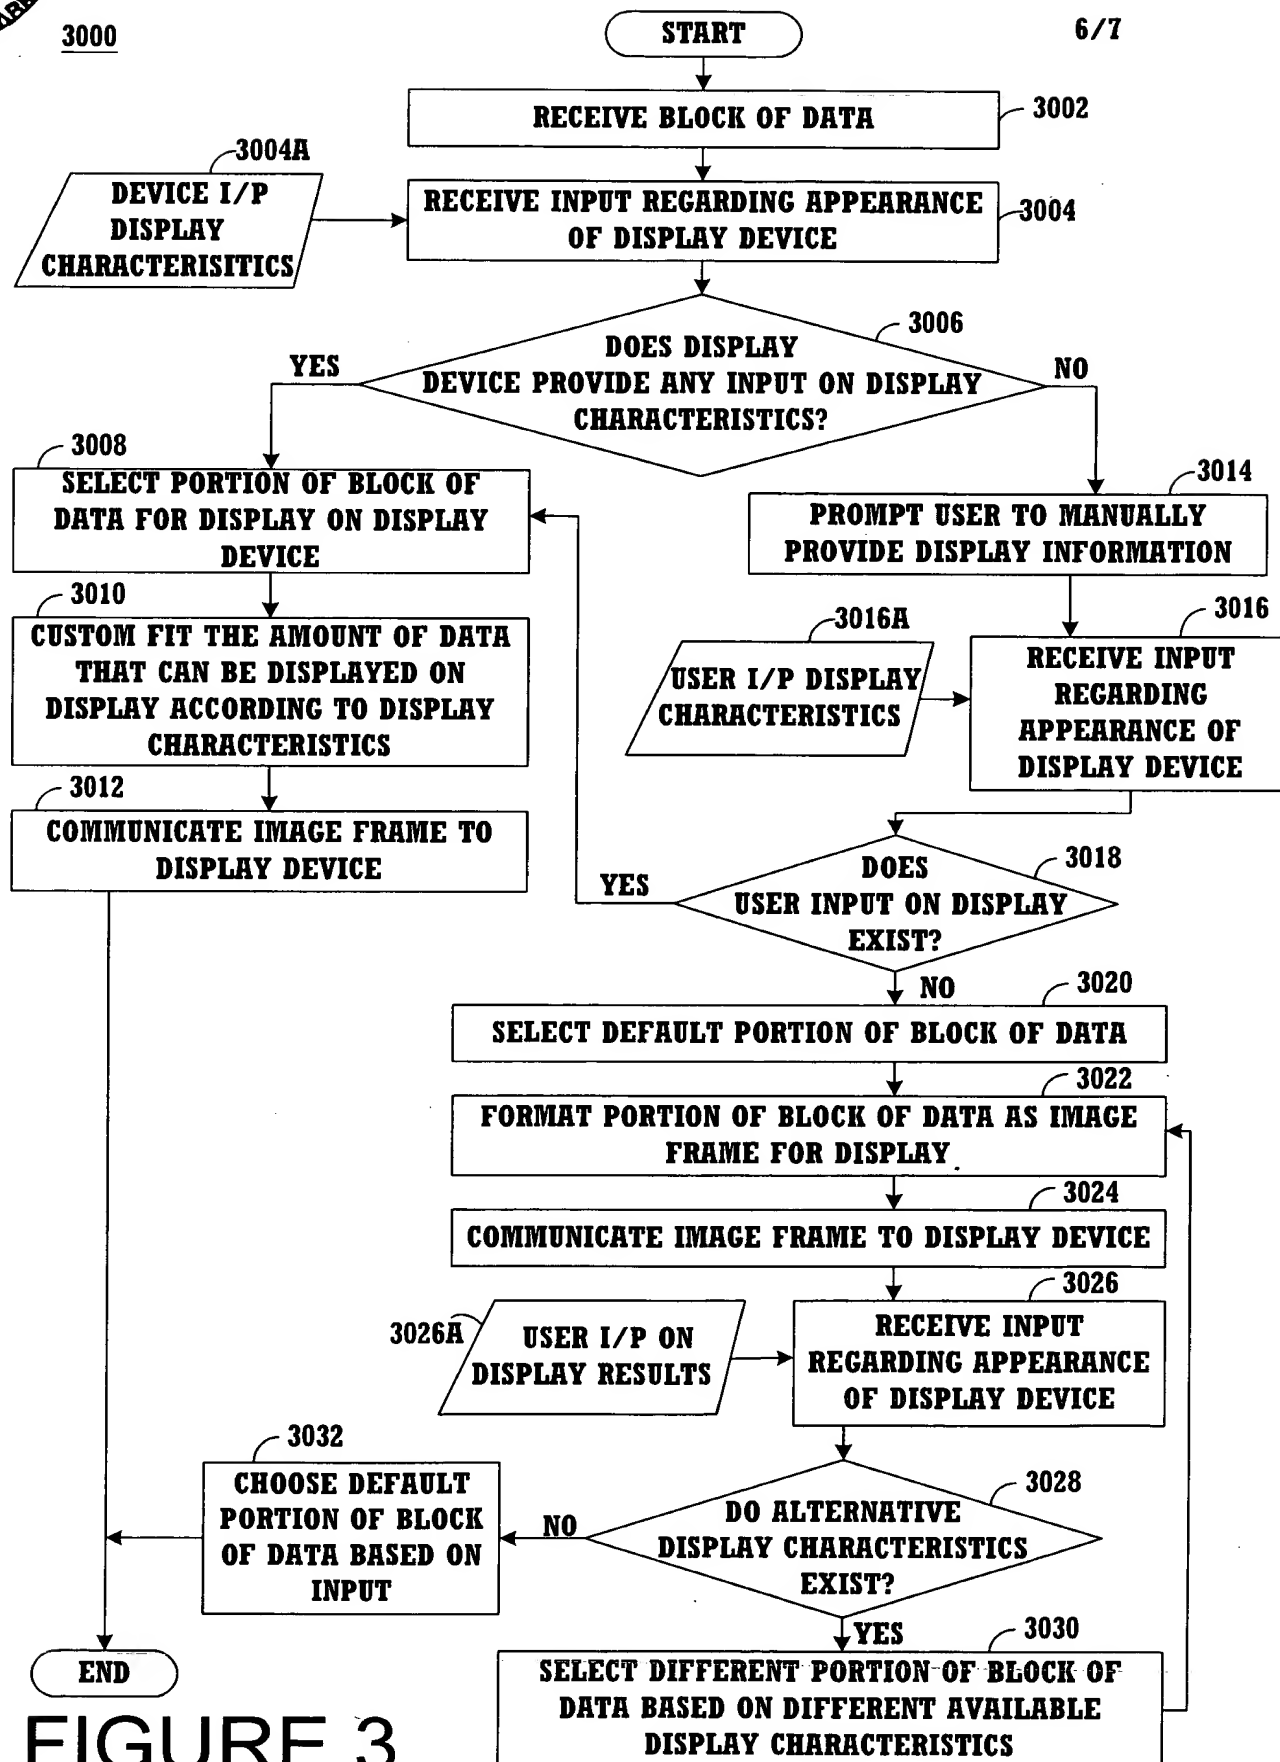 3000
START
6/7
RECEIVE BLOCK OF DATA
3002
3004A
DEVICE I/P
DISPLAY
CHARACTERISITICS
RECEIVE INPUT REGARDING APPEARANCE
OF DISPLAY DEVICE
3004
3006
DOES DISPLAY
DEVICE PROVIDE ANY INPUT ON DISPLAY
CHARACTERISTICS?
YES
NO
3008
SELECT PORTION OF BLOCK OF
DATA FOR DISPLAY ON DISPLAY
DEVICE
3014
PROMPT USER TO MANUALLY
PROVIDE DISPLAY INFORMATION
3010
CUSTOM FIT THE AMOUNT OF DATA
THAT CAN BE DISPLAYED ON
DISPLAY ACCORDING TO DISPLAY
CHARACTERISTICS
3016A
USER I/P DISPLAY
CHARACTERISTICS
3016
RECEIVE INPUT
REGARDING
APPEARANCE OF
DISPLAY DEVICE
3012
COMMUNICATE IMAGE FRAME TO
DISPLAY DEVICE
3018
DOES
USER INPUT ON DISPLAY
EXIST?
YES
NO
3020
SELECT DEFAULT PORTION OF BLOCK OF DATA
3022
FORMAT PORTION OF BLOCK OF DATA AS IMAGE
FRAME FOR DISPLAY
3024
COMMUNICATE IMAGE FRAME TO DISPLAY DEVICE
3026
3026A
USER I/P ON
DISPLAY RESULTS
RECEIVE INPUT
REGARDING APPEARANCE
OF DISPLAY DEVICE
3032
CHOOSE DEFAULT
PORTION OF BLOCK
OF DATA BASED ON
INPUT
NO
3028
DO ALTERNATIVE
DISPLAY CHARACTERISTICS
EXIST?
YES
3030
SELECT DIFFERENT PORTION OF BLOCK OF
DATA BASED ON DIFFERENT AVAILABLE
DISPLAY CHARACTERISTICS
END
FIGURE 3